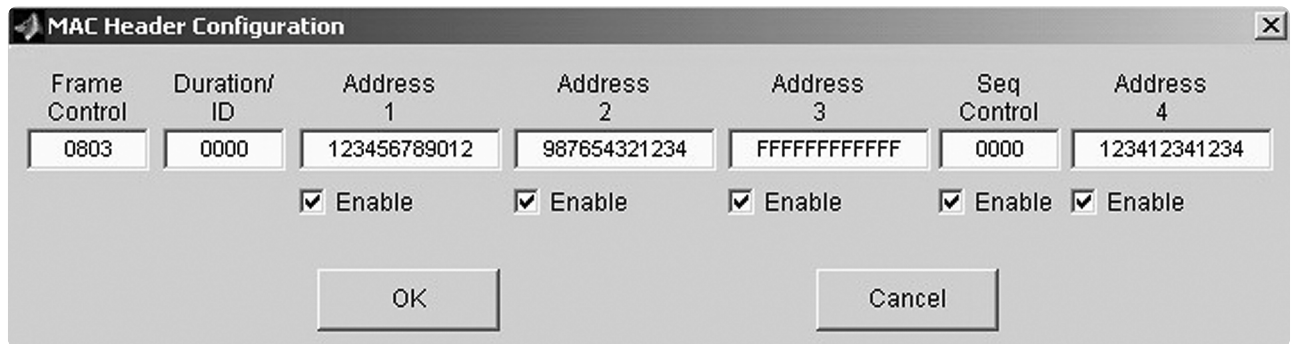 MAC Header Configuration
Frame Control
Duration/ ID
Address 1
Address 2
Address 3
Seq Control
Address 4
0803
0000
123456789012
987654321234
FFFFFFFFFFFF
0000
123412341234
Enable
Enable
Enable
Enable
Enable
OK
Cancel